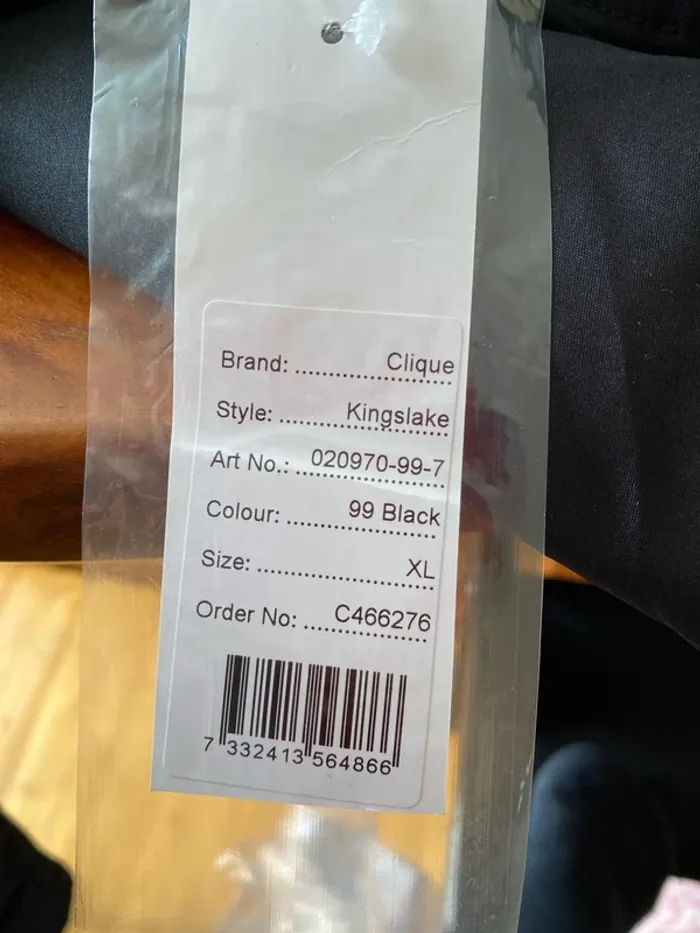 Brand: .................... Clique
Style: .................... Kingslake
Art No.: .................... 020970-99-7
Colour: .................... 99 Black
Size: .................... XL
Order No: .................... C466276
7 332413 564866